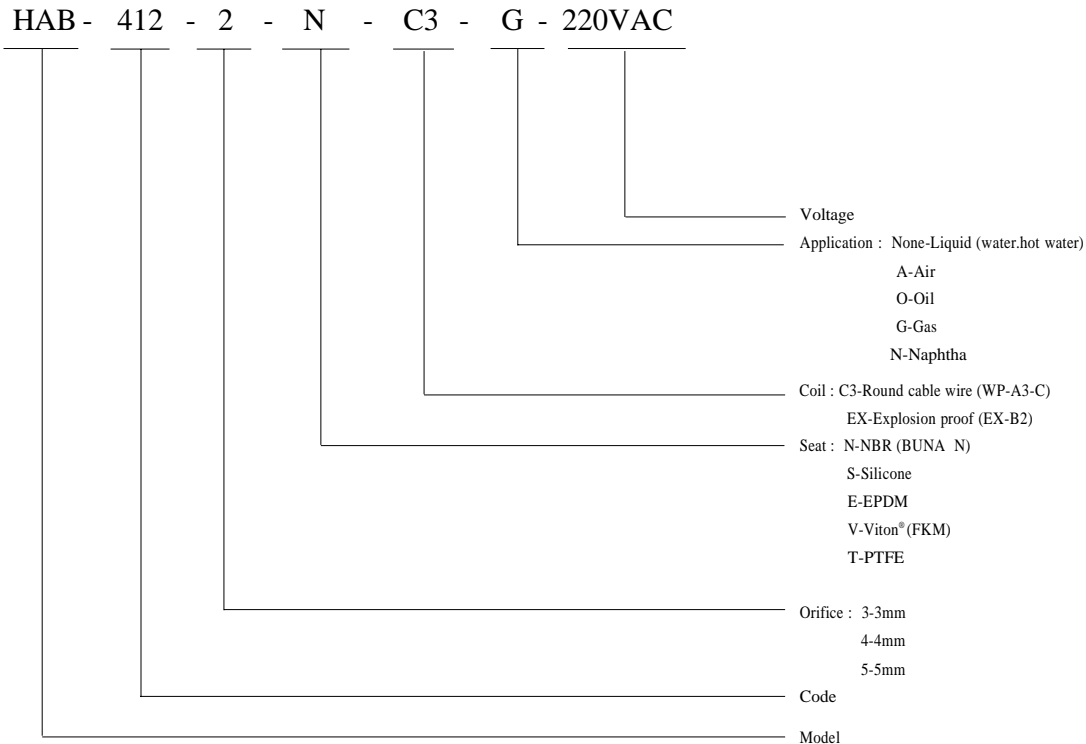 HAB - 412 - 2 - N - C3 - G - 220VAC
Voltage
Application : None-Liquid (water.hot water)
A-Air
O-Oil
G-Gas
N-Naphtha
Coil : C3-Round cable wire (WP-A3-C)
EX-Explosion proof (EX-B2)
Seat : N-NBR (BUNA N)
S-Silicone
E-EPDM
V-Viton® (FKM)
T-PTFE
Orifice : 3-3mm
4-4mm
5-5mm
Code
Model